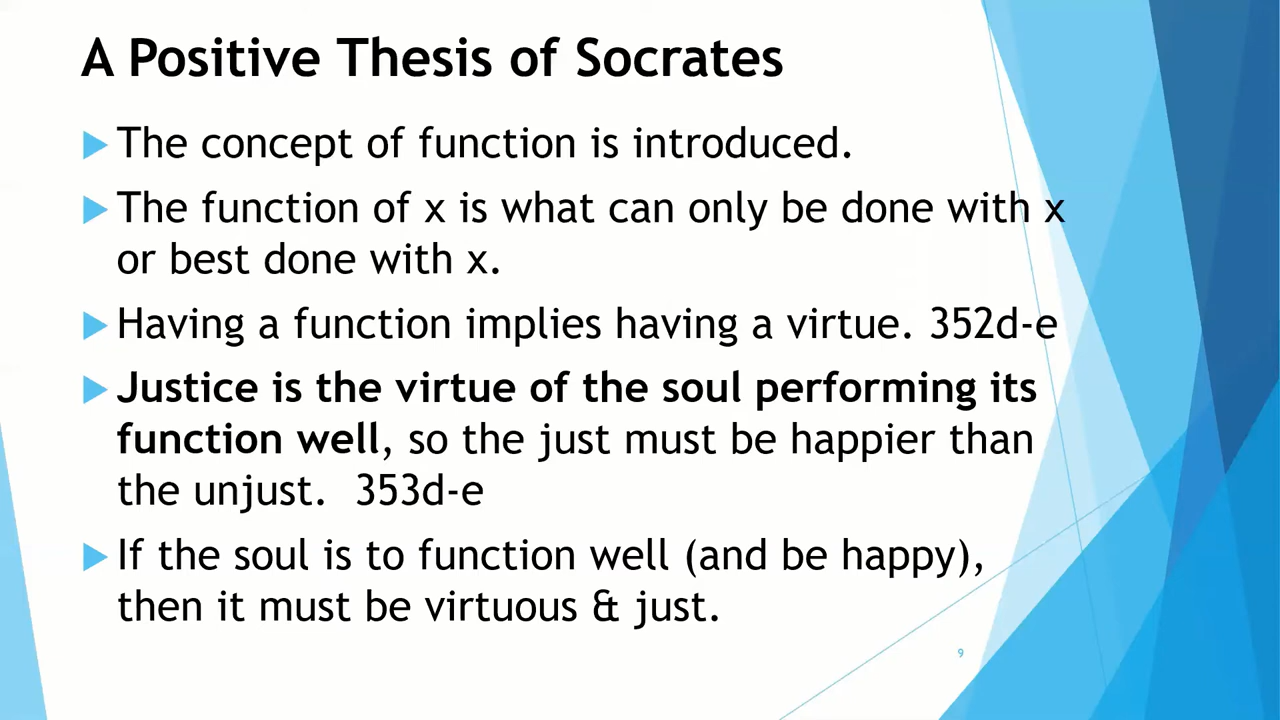 A Positive Thesis of Socrates
The concept of function is introduced.
The function of x is what can only be done with x
or best done with x.
Having a function implies having a virtue. 352d-e
Justice is the virtue of the soul performing its
function well, so the just must be happier than
the unjust.  353d-e
If the soul is to function well (and be happy),
then it must be virtuous & just.
9